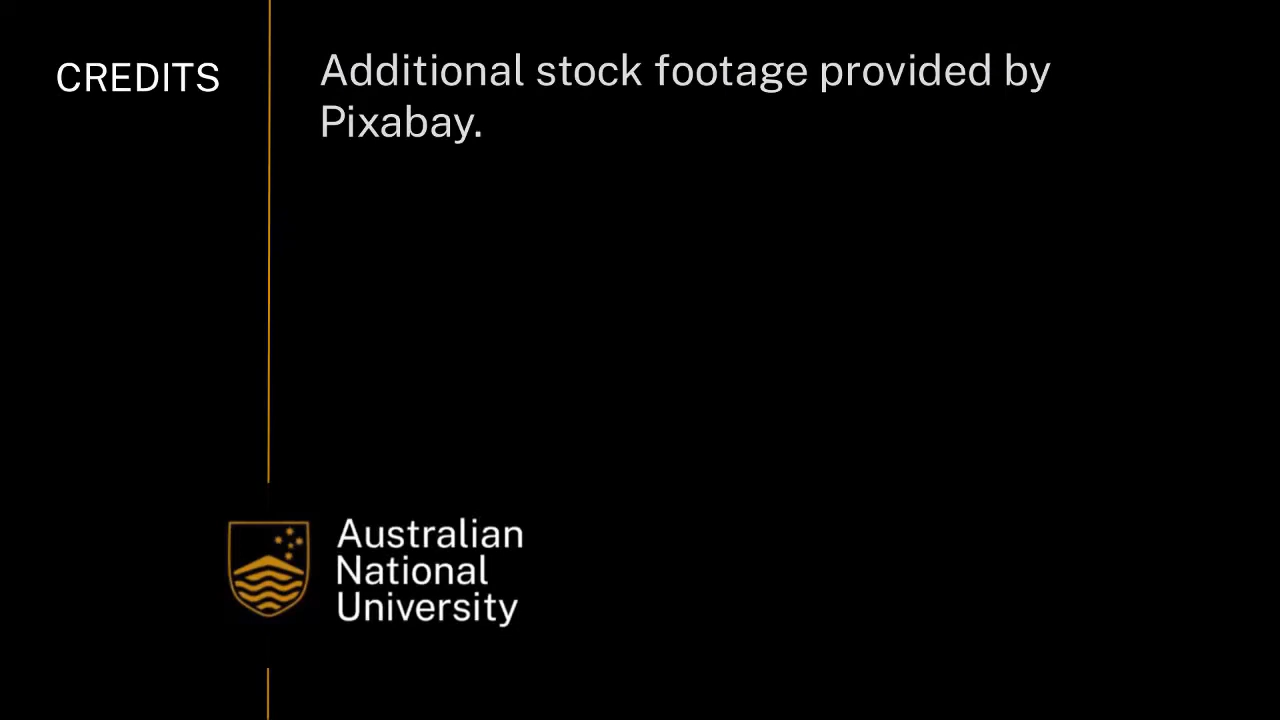 CREDITS
Additional stock footage provided by
Pixabay.
Australian
National
University